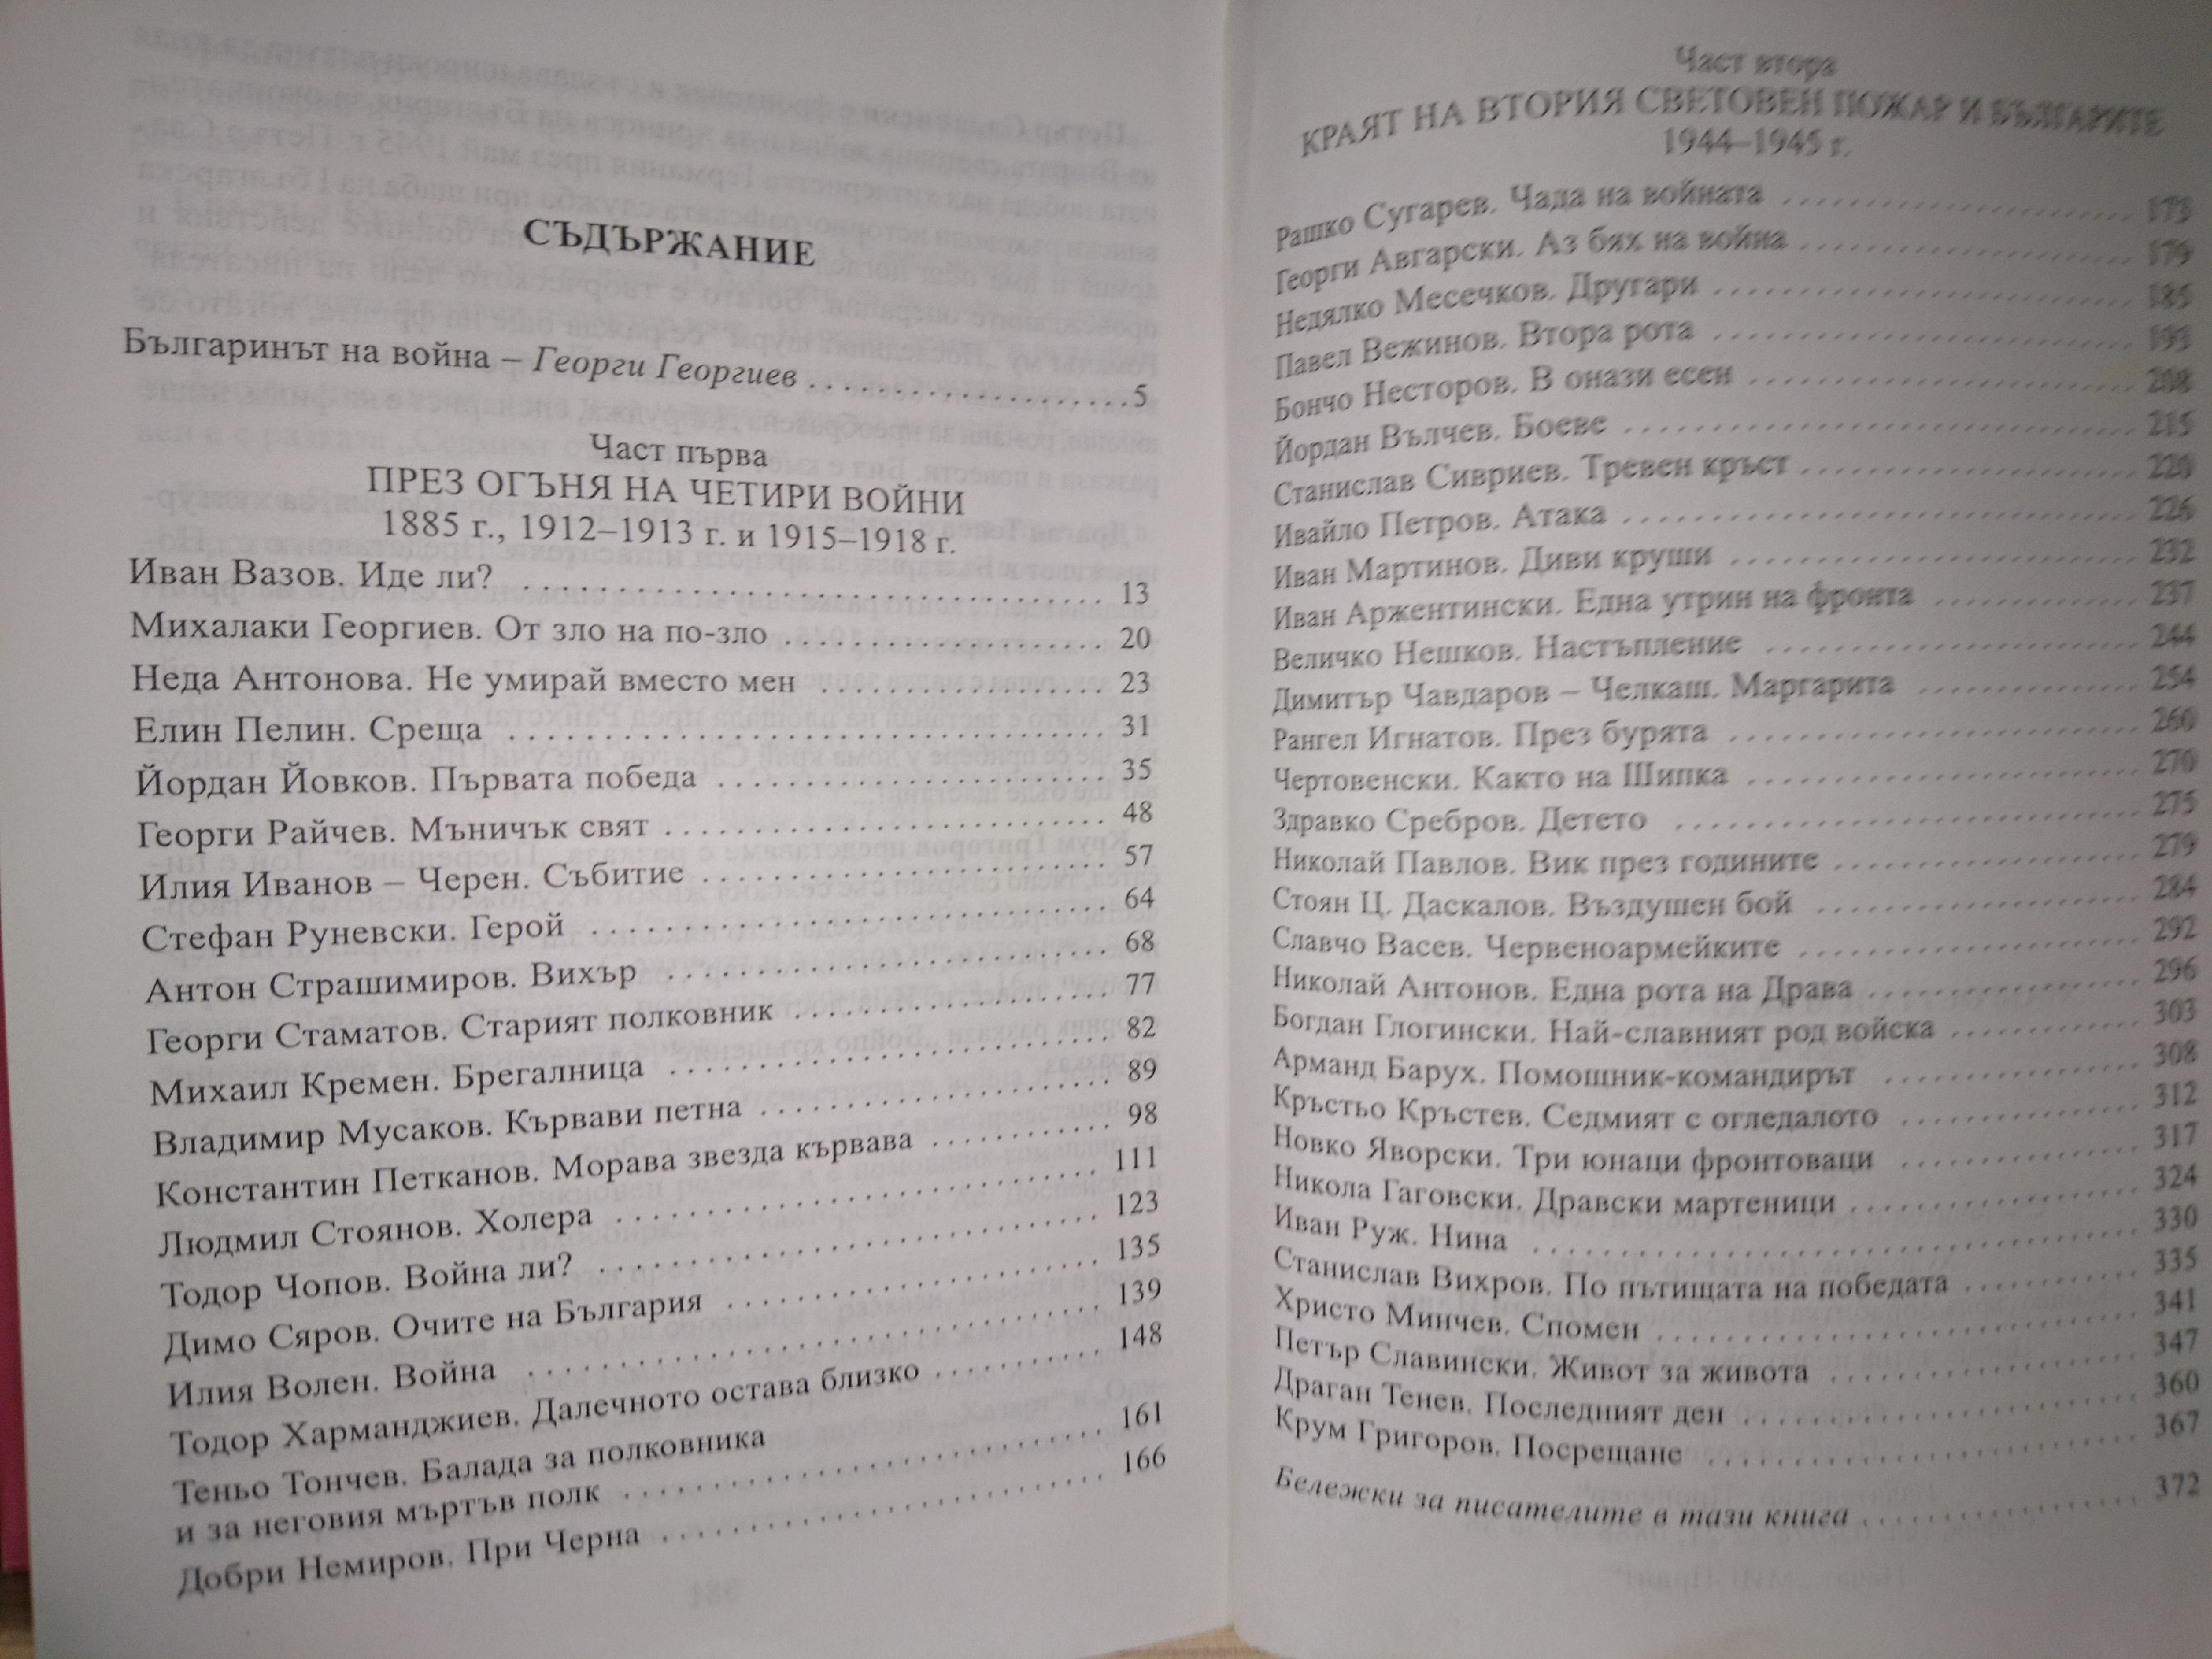 СЪДЪРЖАНИЕ
Българинът на война – Георги Георгиев . . . . . . . . . . . . . . . . . . . 5
Част първа
ПРЕЗ ОГЪНЯ НА ЧЕТИРИ ВОЙНИ
1885 г., 1912–1913 г. и 1915–1918 г.
Иван Вазов. Иде ли? . . . . . . . . . . 13
Михалаки Георгиев. От зло на по-зло . . . . . . . . . . 20
Неда Антонова. Не умирай вместо мен . . . . . . . . . . 23
Елин Пелин. Среща . . . . . . . . . . 31
Йордан Йовков. Първата победа . . . . . . . . . . 35
Георги Райчев. Мъничък свят . . . . . . . . . . 48
Илия Иванов – Черен. Събитие . . . . . . . . . . 57
Стефан Руневски. Герой . . . . . . . . . . 64
Антон Страшимиров. Вихър . . . . . . . . . . 68
Георги Стаматов. Старият полковник . . . . . . . . . . 77
Михаил Кремен. Брегалница . . . . . . . . . . 82
Владимир Мусаков. Кървави петна . . . . . . . . . . 89
Константин Петканов. Морава звезда кървава . . . . . . . . . . 98
Людмил Стоянов. Холера . . . . . . . . . . 111
Тодор Чопов. Война ли? . . . . . . . . . . 123
Димо Сяров. Очите на България . . . . . . . . . . 135
Илия Волен. Война . . . . . . . . . . 139
Тодор Харманджиев. Далечното остава близко . . . . . . . . . . 148
Теньо Тончев. Балада за полковника
и за неговия мъртъв полк . . . . . . . . . . 161
Добри Немиров. При Черна . . . . . . . . . . 166
Част втора
КРАЯТ НА ВТОРИЯ СВЕТОВЕН ПОЖАР И БЪЛГАРИТЕ
1944–1945 г.
Рашко Сугарев. Чада на войната . . . . . . . . . . 173
Георги Авгарски. Аз бях на война . . . . . . . . . . 179
Недялко Месечков. Другари . . . . . . . . . . 185
Павел Вежинов. Втора рота . . . . . . . . . . 193
Бончо Несторов. В онази есен . . . . . . . . . . 208
Йордан Вълчев. Боеве . . . . . . . . . . 215
Станислав Сивриев. Тревен кръст . . . . . . . . . . 220
Ивайло Петров. Атака . . . . . . . . . . 226
Иван Мартинов. Диви круши . . . . . . . . . . 232
Иван Аржентински. Една утрин на фронта . . . . . . . . . . 237
Величко Нешков. Настъпление . . . . . . . . . . 244
Димитър Чавдаров – Челкаш. Маргарита . . . . . . . . . . 254
Рангел Игнатов. През бурята . . . . . . . . . . 260
Чертовенски. Както на Шипка . . . . . . . . . . 270
Здравко Сребров. Детето . . . . . . . . . . 275
Николай Павлов. Вик през годините . . . . . . . . . . 279
Стоян Ц. Даскалов. Въздушен бой . . . . . . . . . . 284
Славчо Васев. Червеноармейките . . . . . . . . . . 292
Николай Антонов. Една рота на Драва . . . . . . . . . . 296
Богдан Глогински. Най-славният род войска . . . . . . . . . . 303
Арманд Барух. Помощник-командирът . . . . . . . . . . 308
Кръстьо Кръстев. Седмият с огледалото . . . . . . . . . . 312
Новко Яворски. Три юнаци фронтоваци . . . . . . . . . . 317
Никола Гаговски. Дравски мартеници . . . . . . . . . . 324
Иван Руж. Нина . . . . . . . . . . 330
Станислав Вихров. По пътищата на победата . . . . . . . . . . 335
Христо Минчев. Спомен . . . . . . . . . . 341
Петър Славински. Живот за живота . . . . . . . . . . 347
Драган Тенев. Последният ден . . . . . . . . . . 360
Крум Григоров. Посрещане . . . . . . . . . . 367
Бележки за писателите в тази книга . . . . . . . . . . 372